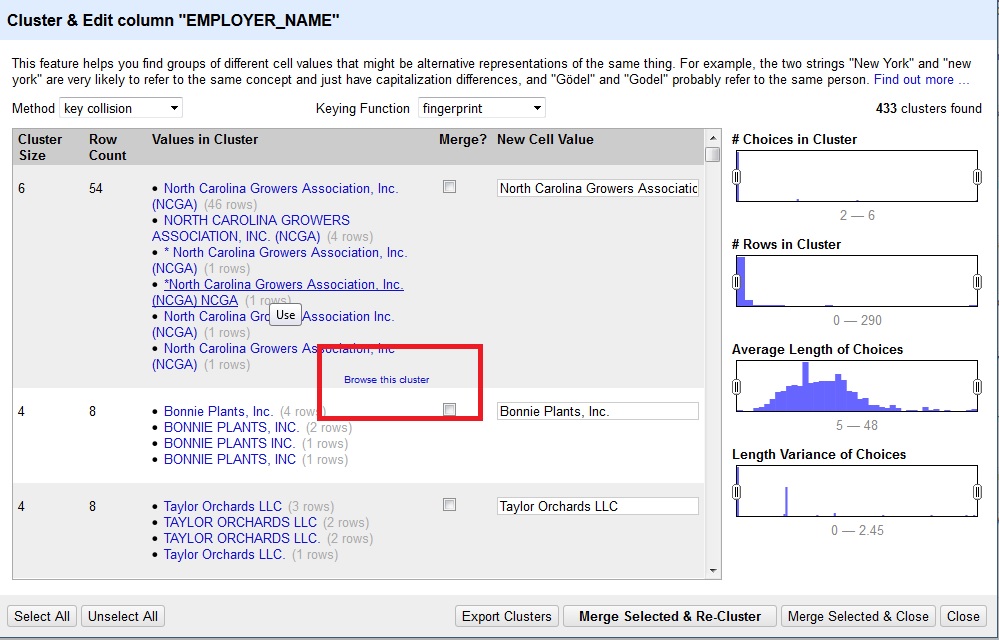 Cluster & Edit column "EMPLOYER_NAME"
This feature helps you find groups of different cell values that might be alternative representations of the same thing. For example, the two strings "New York" and "new
york" are very likely to refer to the same concept and just have capitalization differences, and "Gödel" and "Godel" probably refer to the same person. Find out more ...
Method key collision Keying Function fingerprint 433 clusters found
Cluster Size Row Count Values in Cluster Merge? New Cell Value
6 54 • North Carolina Growers Association, Inc. North Carolina Growers Associatic
(NCGA) (46 rows)
• NORTH CAROLINA GROWERS
ASSOCIATION, INC. (NCGA) (4 rows)
• * North Carolina Growers Association, Inc.
(NCGA) (1 rows)
• *North Carolina Growers Association, Inc.
(NCGA) NCGA (1 rows)
Use
• North Carolina Gro Association Inc.
(NCGA) (1 rows)
• North Carolina Growers Association, Inc
(NCGA) (1 rows)
Browse this cluster
4 8 • Bonnie Plants, Inc. (4 rows) Bonnie Plants, Inc.
• BONNIE PLANTS, INC. (2 rows)
• BONNIE PLANTS INC. (1 rows)
• BONNIE PLANTS, INC (1 rows)
4 8 • Taylor Orchards LLC (3 rows) Taylor Orchards LLC
• TAYLOR ORCHARDS LLC (2 rows)
• TAYLOR ORCHARDS LLC. (2 rows)
• Taylor Orchards LLC. (1 rows)
# Choices in Cluster
2 — 6
# Rows in Cluster
0 — 290
Average Length of Choices
5 — 48
Length Variance of Choices
0 — 2.45
Select All Unselect All Export Clusters Merge Selected & Re-Cluster Merge Selected & Close Close